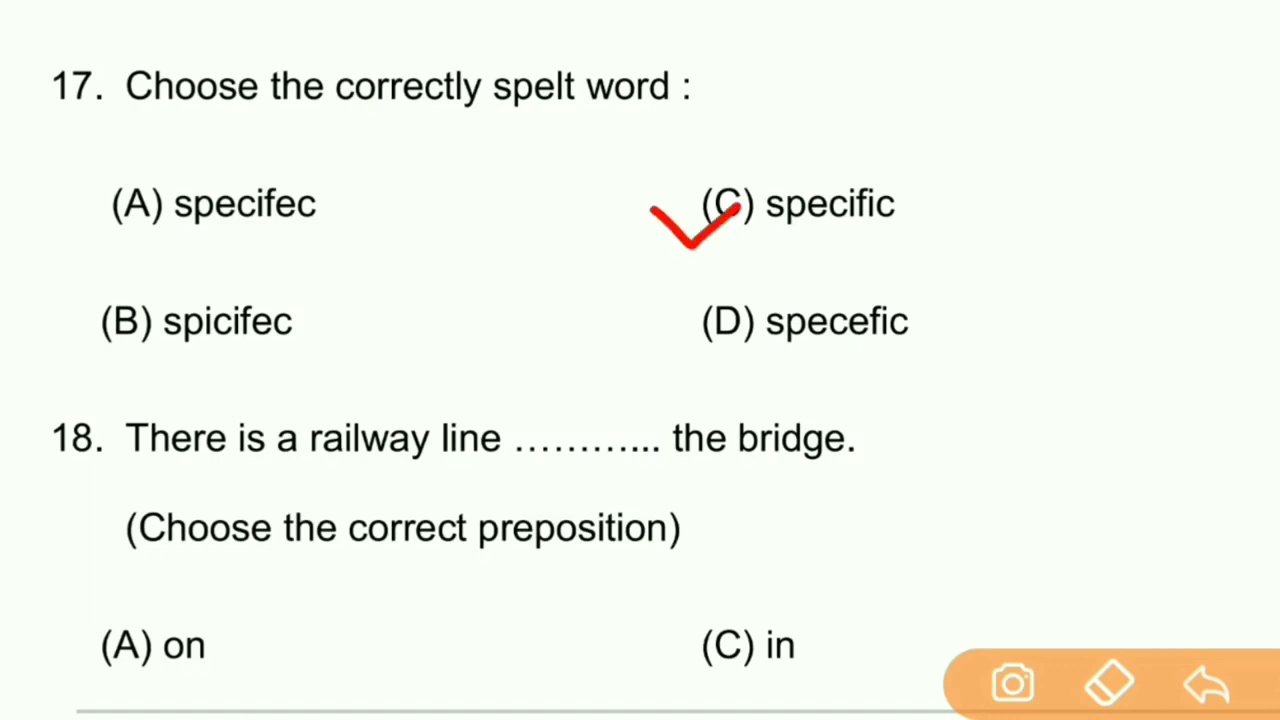 17. Choose the correctly spelt word :
(A) specifec (C) specific
(B) spicifec (D) specefic
18. There is a railway line ………... the bridge.
(Choose the correct preposition)
(A) on (C) in